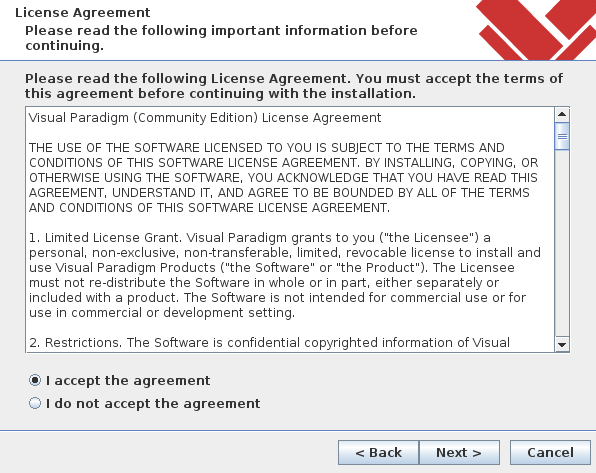 License Agreement
Please read the following important information before
continuing.
Please read the following License Agreement. You must accept the terms of
this agreement before continuing with the installation.
Visual Paradigm (Community Edition) License Agreement
THE USE OF THE SOFTWARE LICENSED TO YOU IS SUBJECT TO THE TERMS AND
CONDITIONS OF THIS SOFTWARE LICENSE AGREEMENT. BY INSTALLING, COPYING, OR
OTHERWISE USING THE SOFTWARE, YOU ACKNOWLEDGE THAT YOU HAVE READ THIS
AGREEMENT, UNDERSTAND IT, AND AGREE TO BE BOUNDED BY ALL OF THE TERMS
AND CONDITIONS OF THIS SOFTWARE LICENSE AGREEMENT.
1. Limited License Grant. Visual Paradigm grants to you ("the Licensee") a
personal, non-exclusive, non-transferable, limited, revocable license to install and
use Visual Paradigm Products ("the Software" or "the Product"). The Licensee
must not re-distribute the Software in whole or in part, either separately or
included with a product. The Software is not intended for commercial use or for
use in commercial or development setting.
2. Restrictions. The Software is confidential copyrighted information of Visual
I accept the agreement
I do not accept the agreement
< Back Next > Cancel